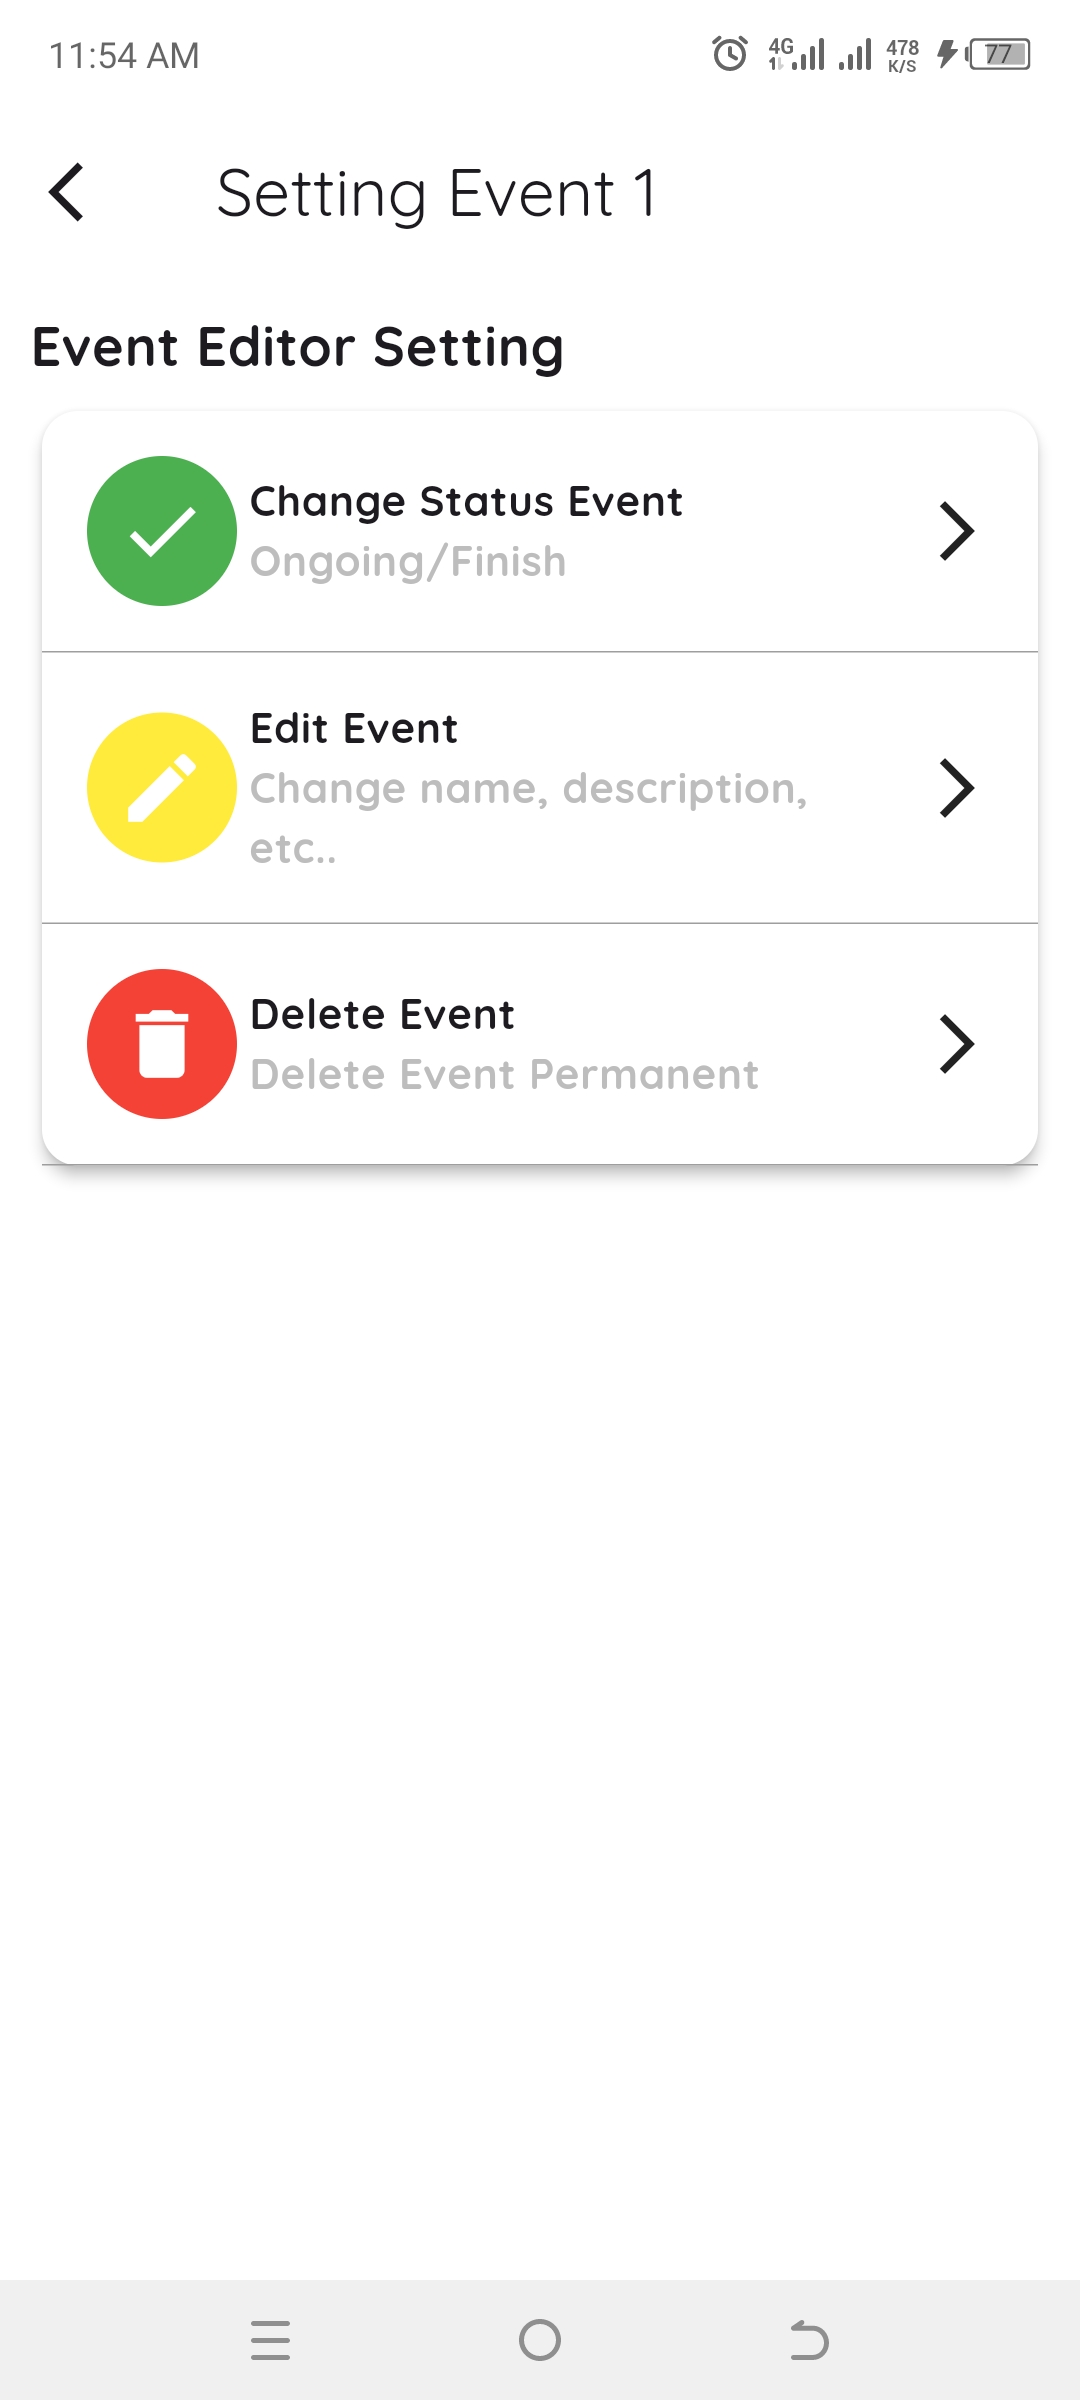 11:54 AM
4G
478
K/S
77
Setting Event 1
Event Editor Setting
Change Status Event
Ongoing/Finish
Edit Event
Change name, description,
etc..
Delete Event
Delete Event Permanent